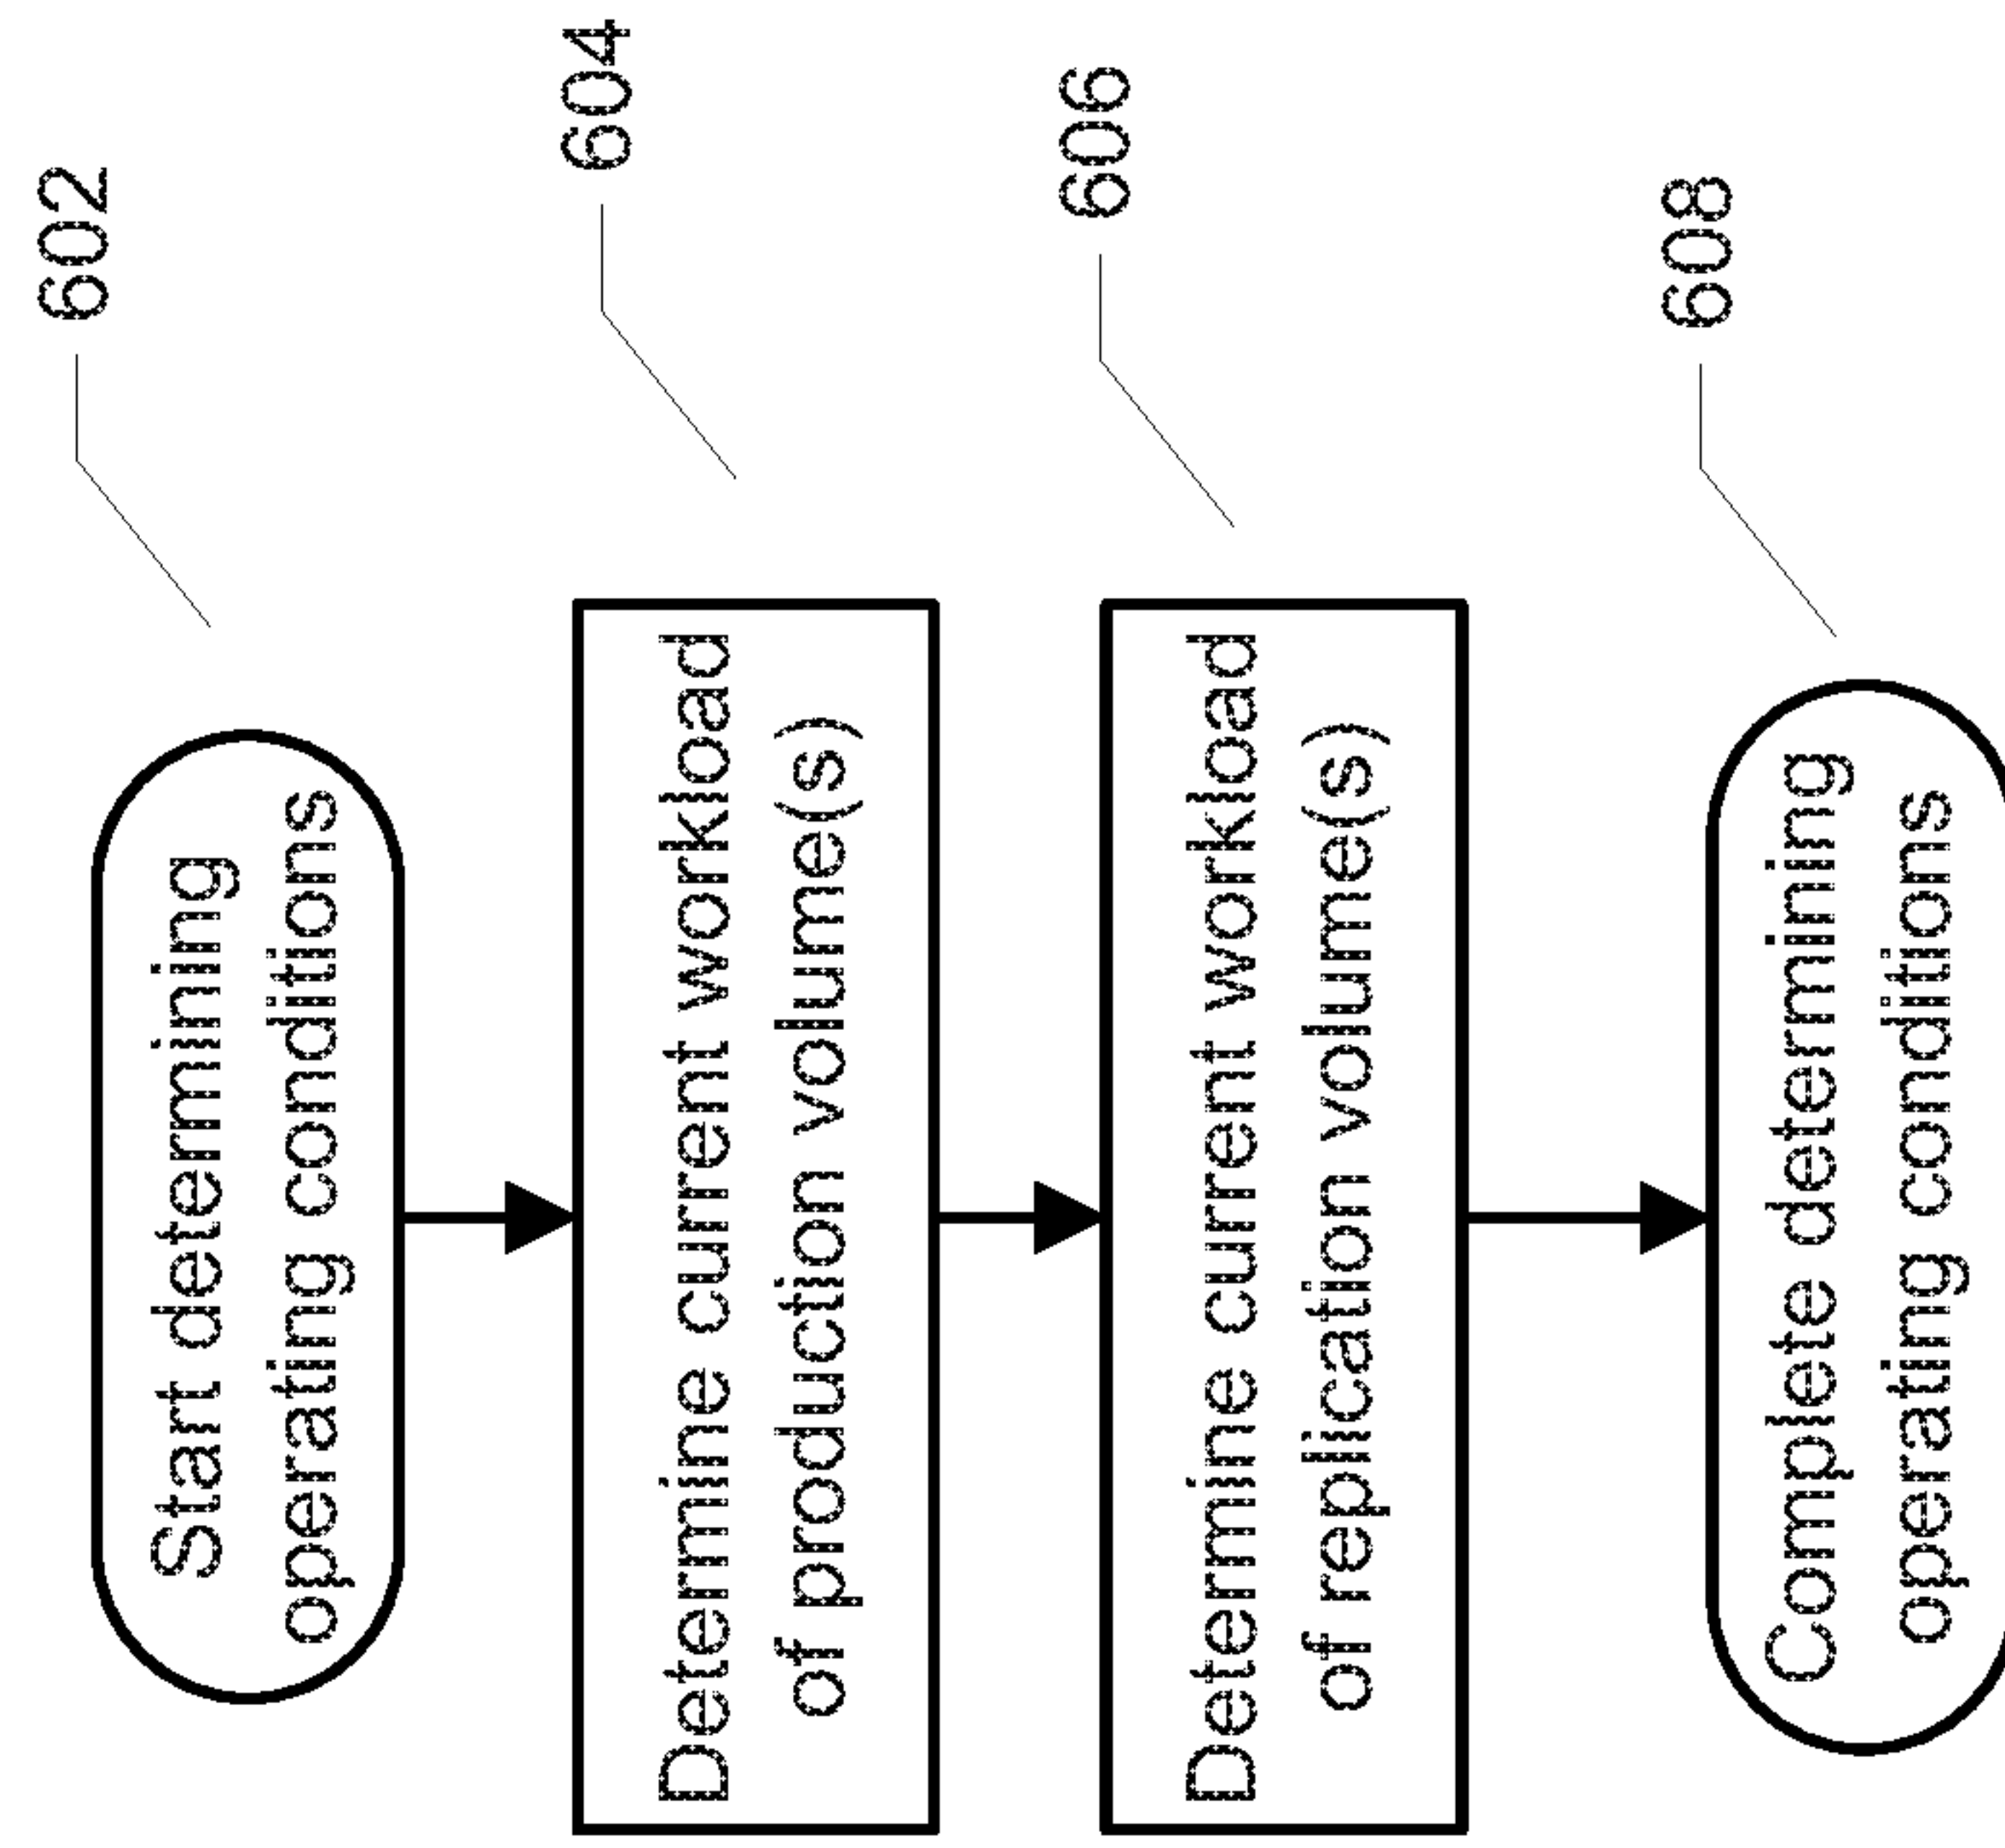 602
Start determining
operating conditions
604
Determine current workload
of production volume(s)
606
Determine current workload
of replication volume(s)
608
Complete determining
operating conditions